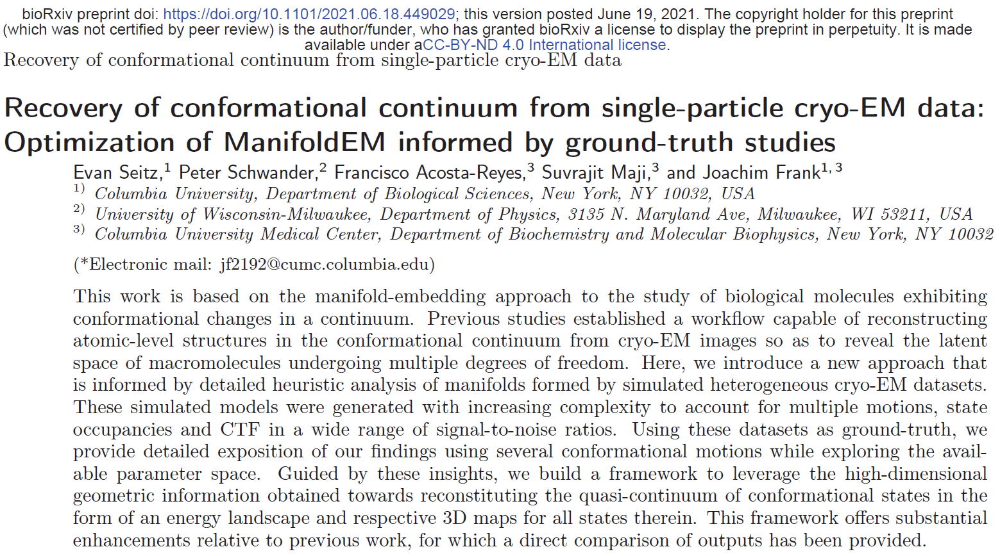 bioRxiv preprint doi: https://doi.org/10.1101/2021.06.18.449029; this version posted June 19, 2021. The copyright holder for this preprint
(which was not certified by peer review) is the author/funder, who has granted bioRxiv a license to display the preprint in perpetuity. It is made
available under aCC-BY-ND 4.0 International license.
Recovery of conformational continuum from single-particle cryo-EM data
Recovery of conformational continuum from single-particle cryo-EM data:
Optimization of ManifoldEM informed by ground-truth studies
Evan Seitz,1 Peter Schwander,2 Francisco Acosta-Reyes,3 Suvrajit Maji,3 and Joachim Frank1, 3
1) Columbia University, Department of Biological Sciences, New York, NY 10032, USA
2) University of Wisconsin-Milwaukee, Department of Physics, 3135 N. Maryland Ave, Milwaukee, WI 53211, USA
3) Columbia University Medical Center, Department of Biochemistry and Molecular Biophysics, New York, NY 10032
(*Electronic mail: jf2192@cumc.columbia.edu)
This work is based on the manifold-embedding approach to the study of biological molecules exhibiting
conformational changes in a continuum. Previous studies established a workflow capable of reconstructing
atomic-level structures in the conformational continuum from cryo-EM images so as to reveal the latent
space of macromolecules undergoing multiple degrees of freedom. Here, we introduce a new approach that
is informed by detailed heuristic analysis of manifolds formed by simulated heterogeneous cryo-EM datasets.
These simulated models were generated with increasing complexity to account for multiple motions, state
occupancies and CTF in a wide range of signal-to-noise ratios. Using these datasets as ground-truth, we
provide detailed exposition of our findings using several conformational motions while exploring the avail-
able parameter space. Guided by these insights, we build a framework to leverage the high-dimensional
geometric information obtained towards reconstituting the quasi-continuum of conformational states in the
form of an energy landscape and respective 3D maps for all states therein. This framework offers substantial
enhancements relative to previous work, for which a direct comparison of outputs has been provided.